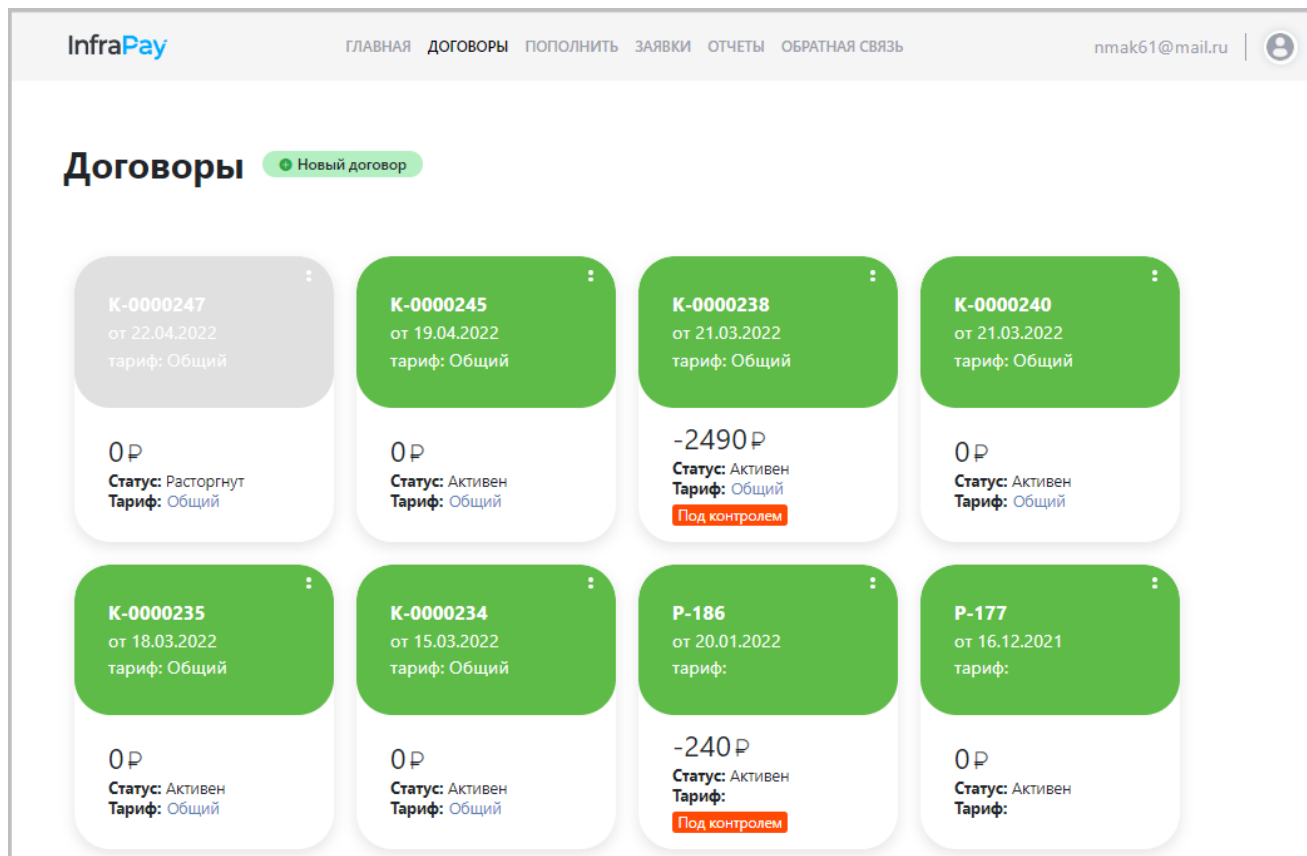 InfraPay ГЛАВНАЯ ДОГОВОРЫ ПОПОЛНИТЬ ЗАЯВКИ ОТЧЕТЫ ОБРАТНАЯ СВЯЗЬ nmak61@mail.ru
Договоры Новый договор
K-0000247
от 22.04.2022
тариф: Общий
0 ₽
Статус: Расторгнут
Тариф: Общий
K-0000245
от 19.04.2022
тариф: Общий
0 ₽
Статус: Активен
Тариф: Общий
K-0000238
от 21.03.2022
тариф: Общий
-2490 ₽
Статус: Активен
Тариф: Общий
Под контролем
K-0000240
от 21.03.2022
тариф: Общий
0 ₽
Статус: Активен
Тариф: Общий
K-0000235
от 18.03.2022
тариф: Общий
0 ₽
Статус: Активен
Тариф: Общий
K-0000234
от 15.03.2022
тариф: Общий
0 ₽
Статус: Активен
Тариф: Общий
P-186
от 20.01.2022
тариф:
-240 ₽
Статус: Активен
Тариф:
Под контролем
P-177
от 16.12.2021
тариф:
0 ₽
Статус: Активен
Тариф: